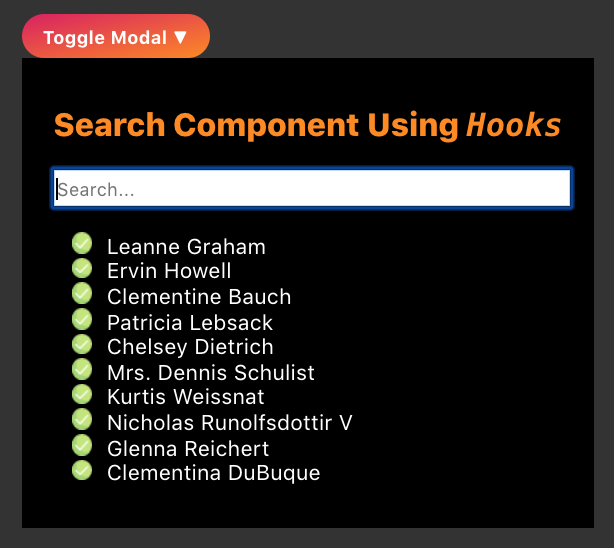 Toggle Modal ▼
Search Component Using Hooks
Search...
Leanne Graham
Ervin Howell
Clementine Bauch
Patricia Lebsack
Chelsey Dietrich
Mrs. Dennis Schulist
Kurtis Weissnat
Nicholas Runolfsdottir V
Glenna Reichert
Clementina DuBuque